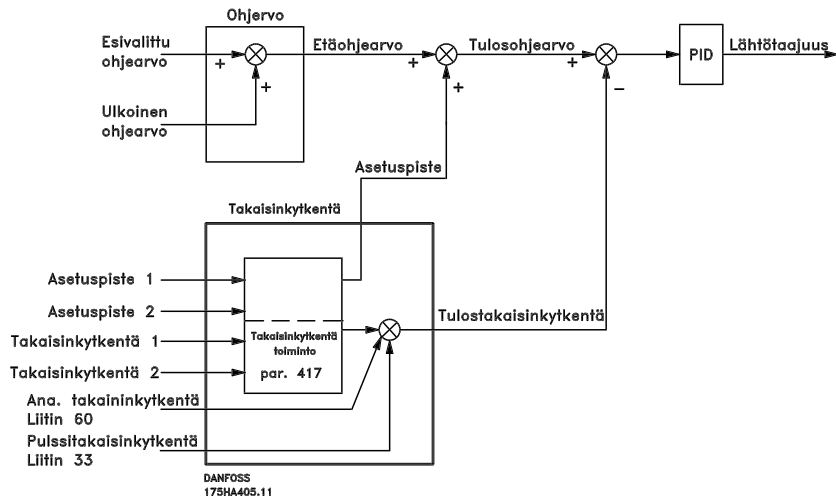 Ohjervo
Esivalittu
ohjearvo
+
+
Etäohjearvo
+
+
Tulosohjearvo
+
−
PID
Lähtötaajuus
Ulkoinen
ohjearvo
Asetuspiste
Takaisinkytkentä
Asetuspiste 1
Asetuspiste 2
Takaisinkytkentä 1
Takaisinkytkentä 2
Takaisinkytkentä
toiminto
par. 417
Tulostakaisinkytkentä
Ana. takaininkytkentä
Liitin 60
Pulssitakaisinkytkentä
Liitin 33
DANFOSS
175HA405.11